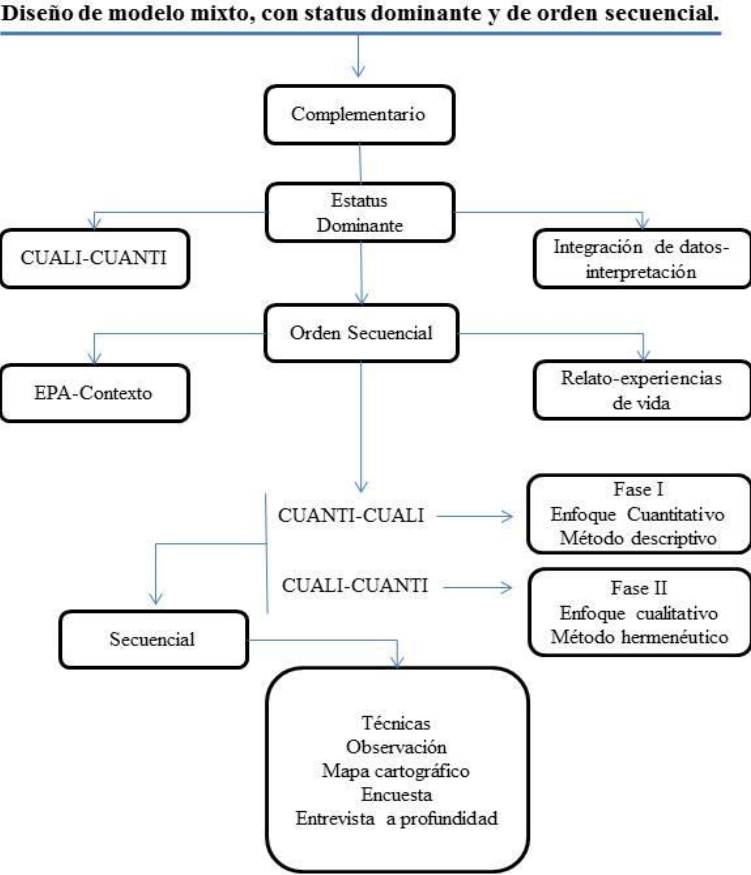 Diseño de modelo mixto, con status dominante y de orden secuencial.
Complementario
Estatus
Dominante
CUALI-CUANTI
Integración de datos-
interpretación
Orden Secuencial
EPA-Contexto
Relato-experiencias
de vida
CUANTI-CUALI
Fase I
Enfoque Cuantitativo
Método descriptivo
CUALI-CUANTI
Fase II
Enfoque cualitativo
Método hermenéutico
Secuencial
Técnicas
Observación
Mapa cartográfico
Encuesta
Entrevista a profundidad